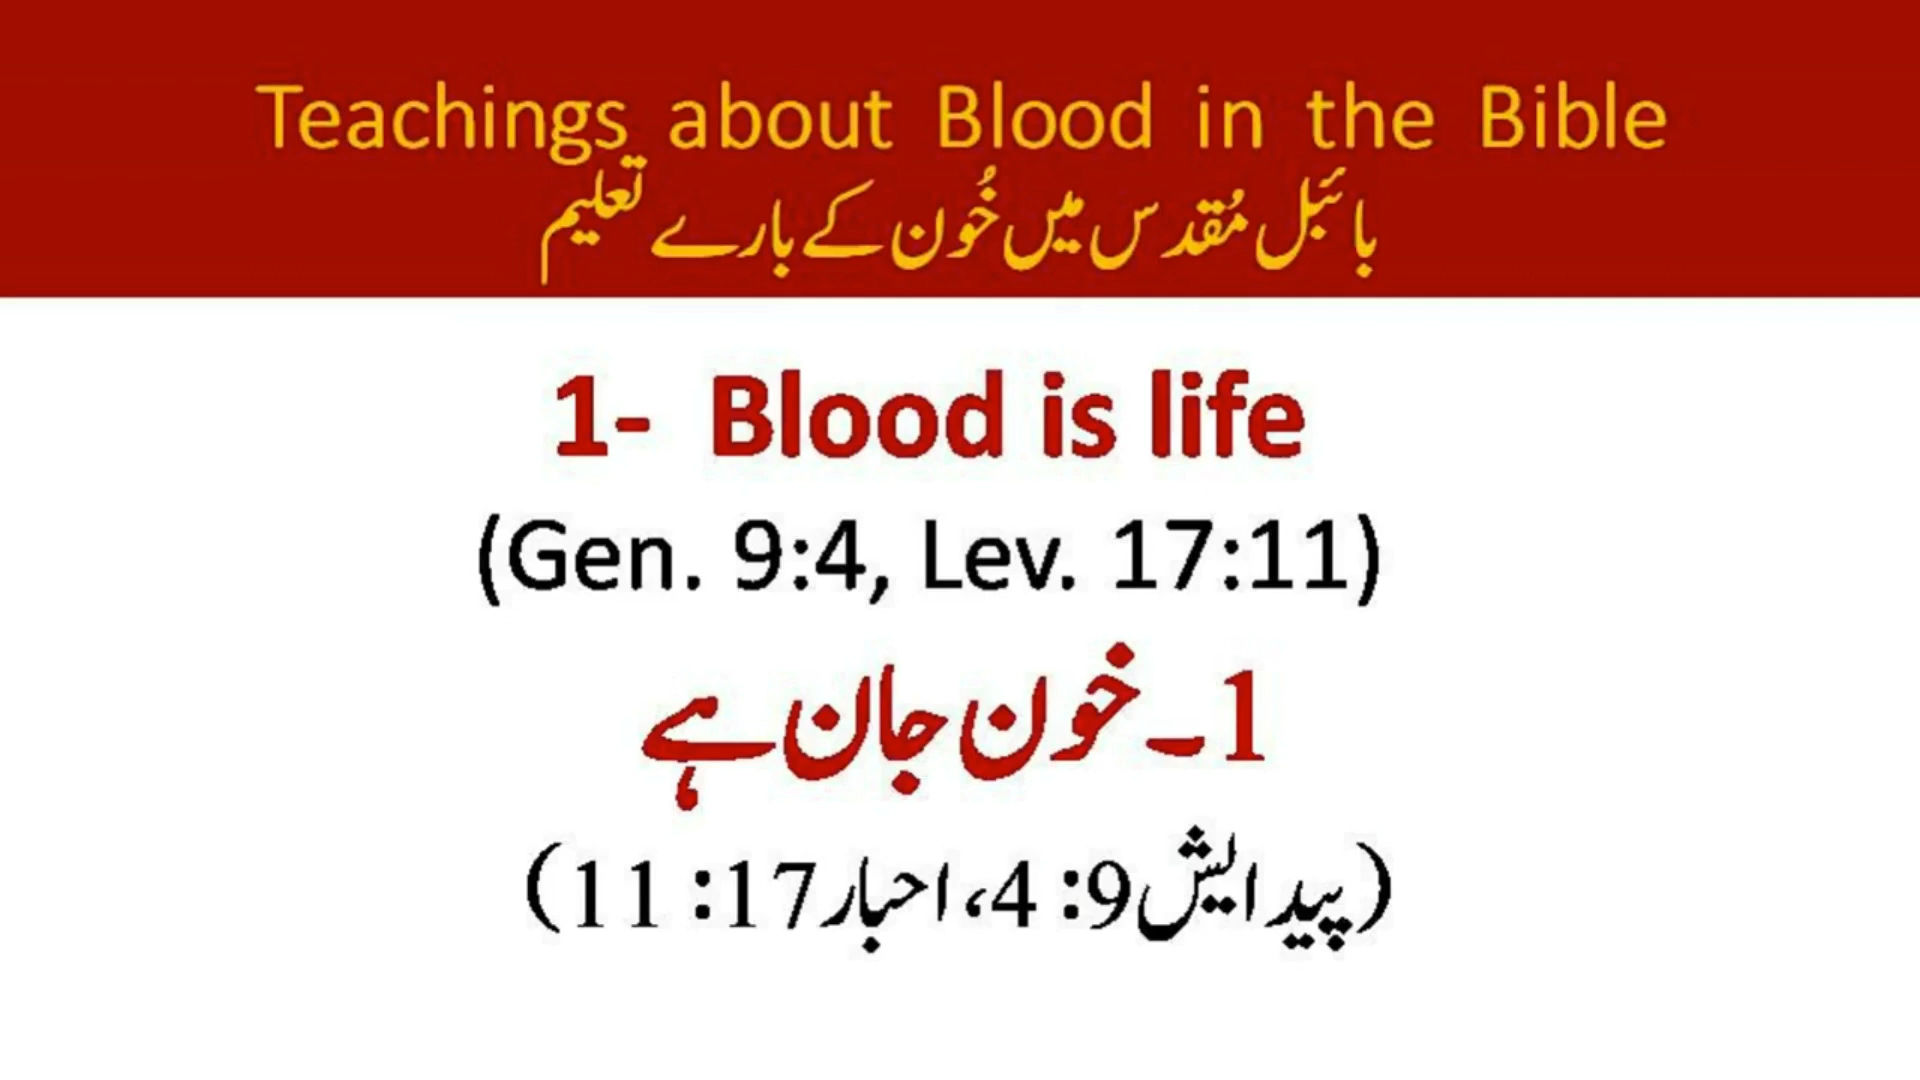 Teachings about Blood in the Bible
بائبل مُقدس میں خُون کے بارے تعلیم
1- Blood is life
(Gen. 9:4, Lev. 17:11)
1۔ خون جان ہے
(پیدایش 9: 4، احبار 17: 11)